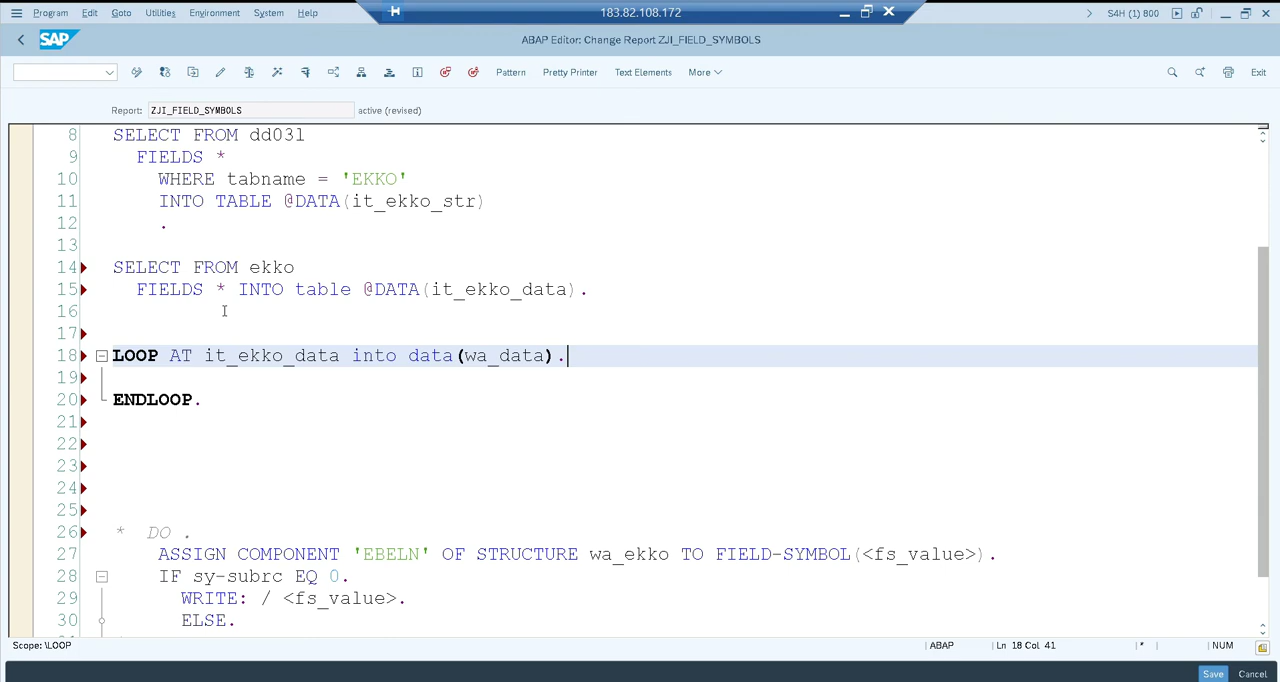 Program Edit Goto Utilities Environment System Help
183.82.108.172
S4H (1) 800
SAP
ABAP Editor: Change Report ZJI_FIELD_SYMBOLS
Pattern Pretty Printer Text Elements More Exit
Report: ZJI_FIELD_SYMBOLS active (revised)
8 SELECT FROM dd03l
9 FIELDS *
10 WHERE tabname = 'EKKO'
11 INTO TABLE @DATA(it_ekko_str)
12 .
13
14 SELECT FROM ekko
15 FIELDS * INTO table @DATA(it_ekko_data).
16
17
18 LOOP AT it_ekko_data into data(wa_data).
19
20 ENDLOOP.
21
22
23
24
25
26 * DO .
27 ASSIGN COMPONENT 'EBELN' OF STRUCTURE wa_ekko TO FIELD-SYMBOL(<fs_value>).
28 IF sy-subrc EQ 0.
29 WRITE: / <fs_value>.
30 ELSE.
Scope: \LOOP ABAP Ln 18 Col 41 * NUM
Save Cancel